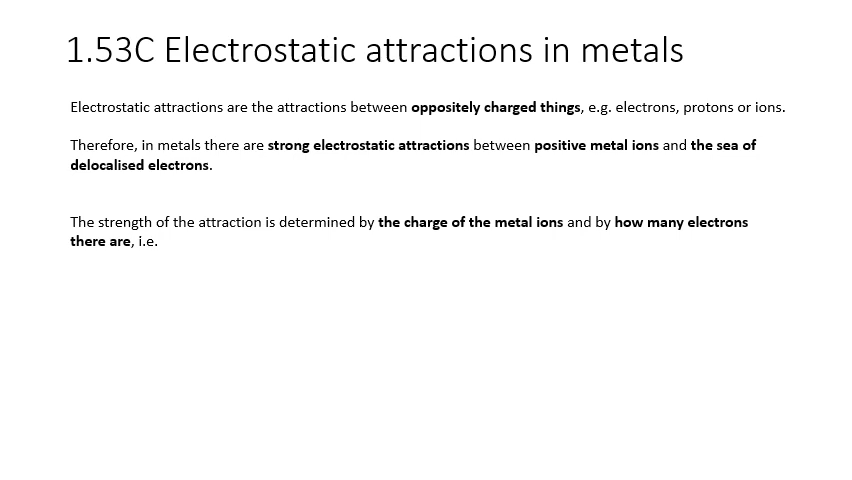 1.53C Electrostatic attractions in metals
Electrostatic attractions are the attractions between oppositely charged things, e.g. electrons, protons or ions.
Therefore, in metals there are strong electrostatic attractions between positive metal ions and the sea of
delocalised electrons.
The strength of the attraction is determined by the charge of the metal ions and by how many electrons
there are, i.e.